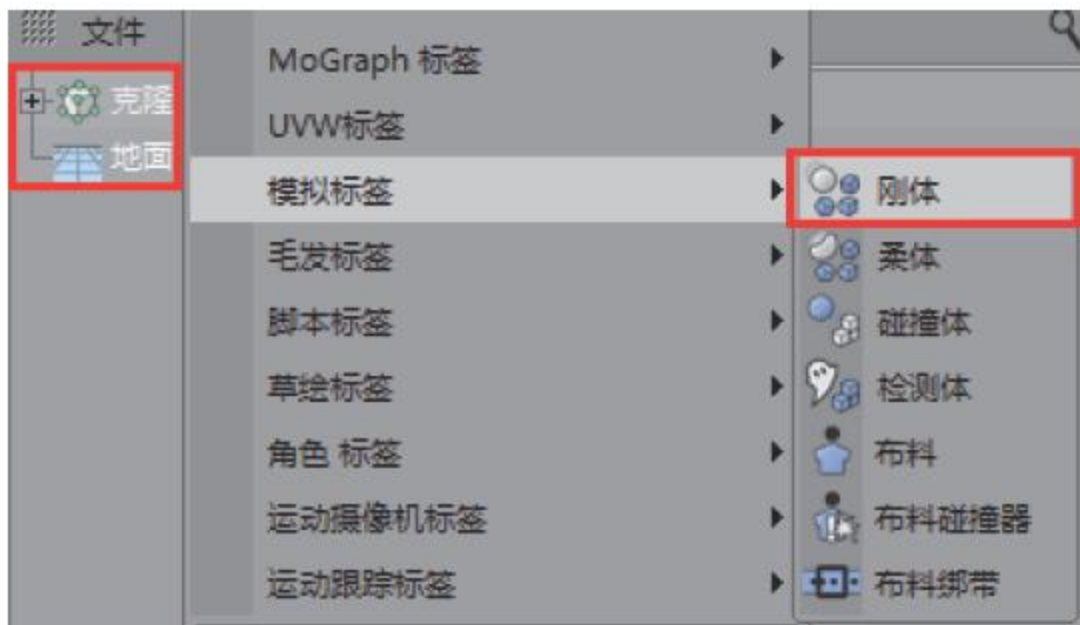 文件
克隆
地面
MoGraph 标签
UVW标签
模拟标签
毛发标签
脚本标签
草绘标签
角色 标签
运动摄像机标签
运动跟踪标签
刚体
柔体
碰撞体
检测体
布料
布料碰撞器
布料绑带